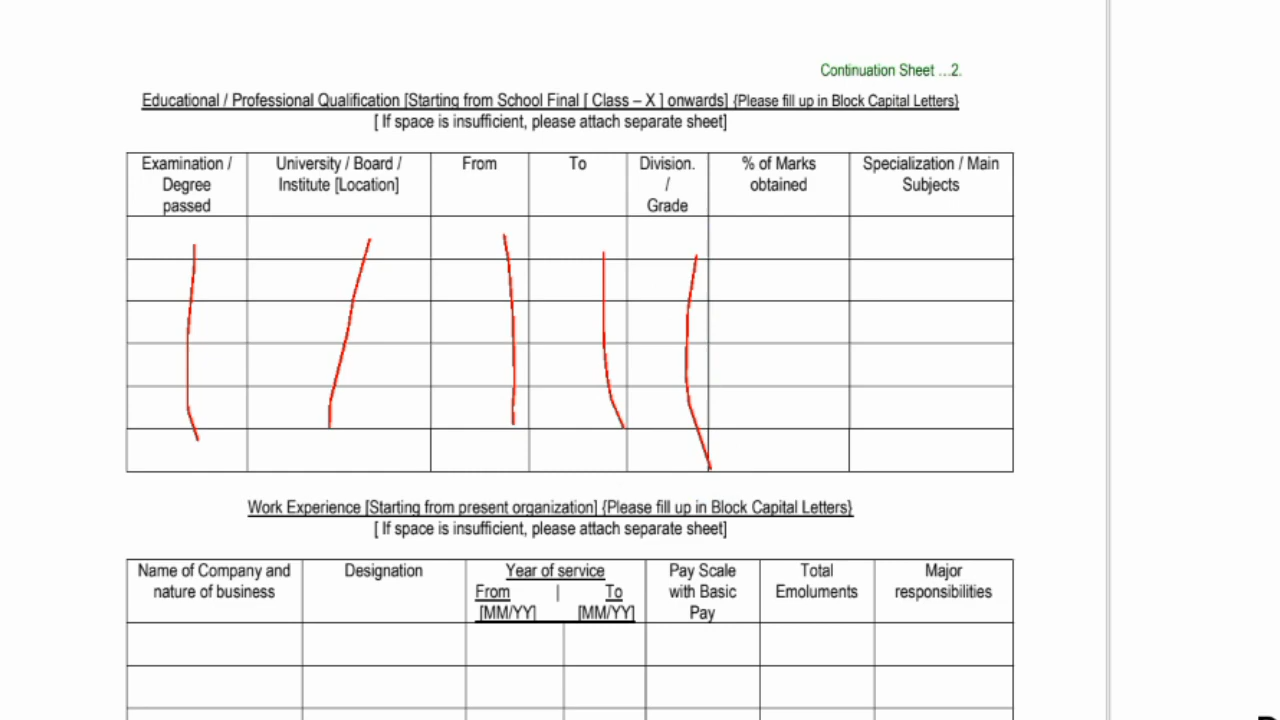 Continuation Sheet ...2.
Educational / Professional Qualification [Starting from School Final [ Class – X ] onwards] {Please fill up in Block Capital Letters}
[ If space is insufficient, please attach separate sheet]
Examination / Degree passed
University / Board / Institute [Location]
From
To
Division. / Grade
% of Marks obtained
Specialization / Main Subjects
Work Experience [Starting from present organization] {Please fill up in Block Capital Letters}
[ If space is insufficient, please attach separate sheet]
Name of Company and nature of business
Designation
Year of service
From | To
[MM/YY] [MM/YY]
Pay Scale with Basic Pay
Total Emoluments
Major responsibilities